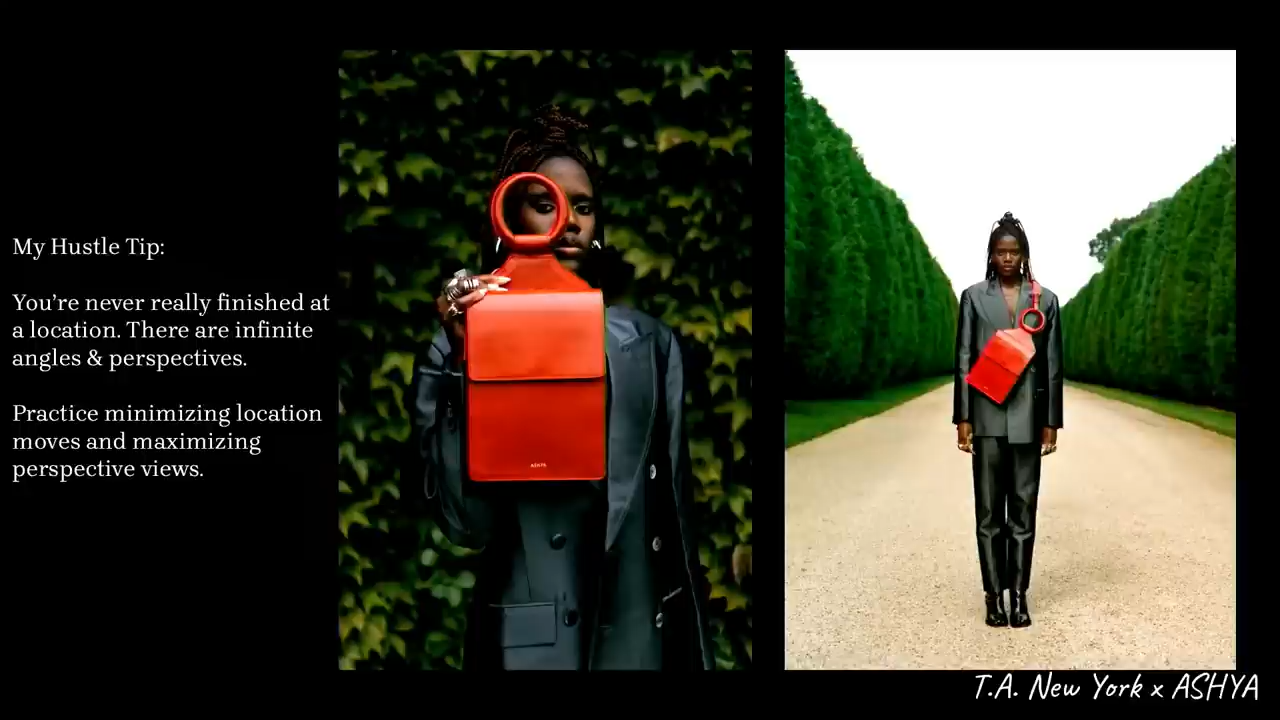 My Hustle Tip:
You’re never really finished at
a location. There are infinite
angles & perspectives.
Practice minimizing location
moves and maximizing
perspective views.
ASHYA
T.A. New York x ASHYA